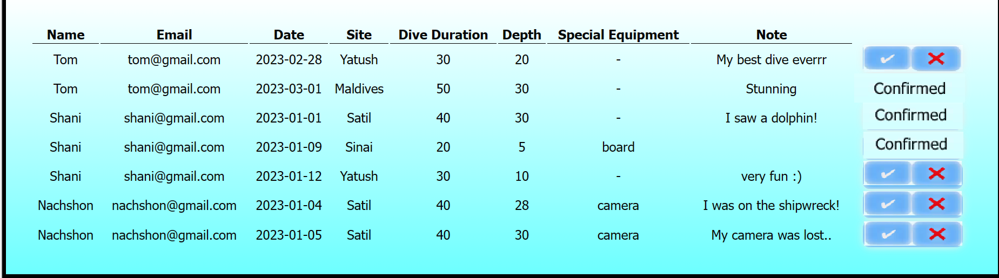 Name Email Date Site Dive Duration Depth Special Equipment Note
Tom tom@gmail.com 2023-02-28 Yatush 30 20 - My best dive everrr
Tom tom@gmail.com 2023-03-01 Maldives 50 30 - Stunning Confirmed
Shani shani@gmail.com 2023-01-01 Satil 40 30 - I saw a dolphin! Confirmed
Shani shani@gmail.com 2023-01-09 Sinai 20 5 board Confirmed
Shani shani@gmail.com 2023-01-12 Yatush 30 10 - very fun :)
Nachshon nachshon@gmail.com 2023-01-04 Satil 40 28 camera I was on the shipwreck!
Nachshon nachshon@gmail.com 2023-01-05 Satil 40 30 camera My camera was lost..